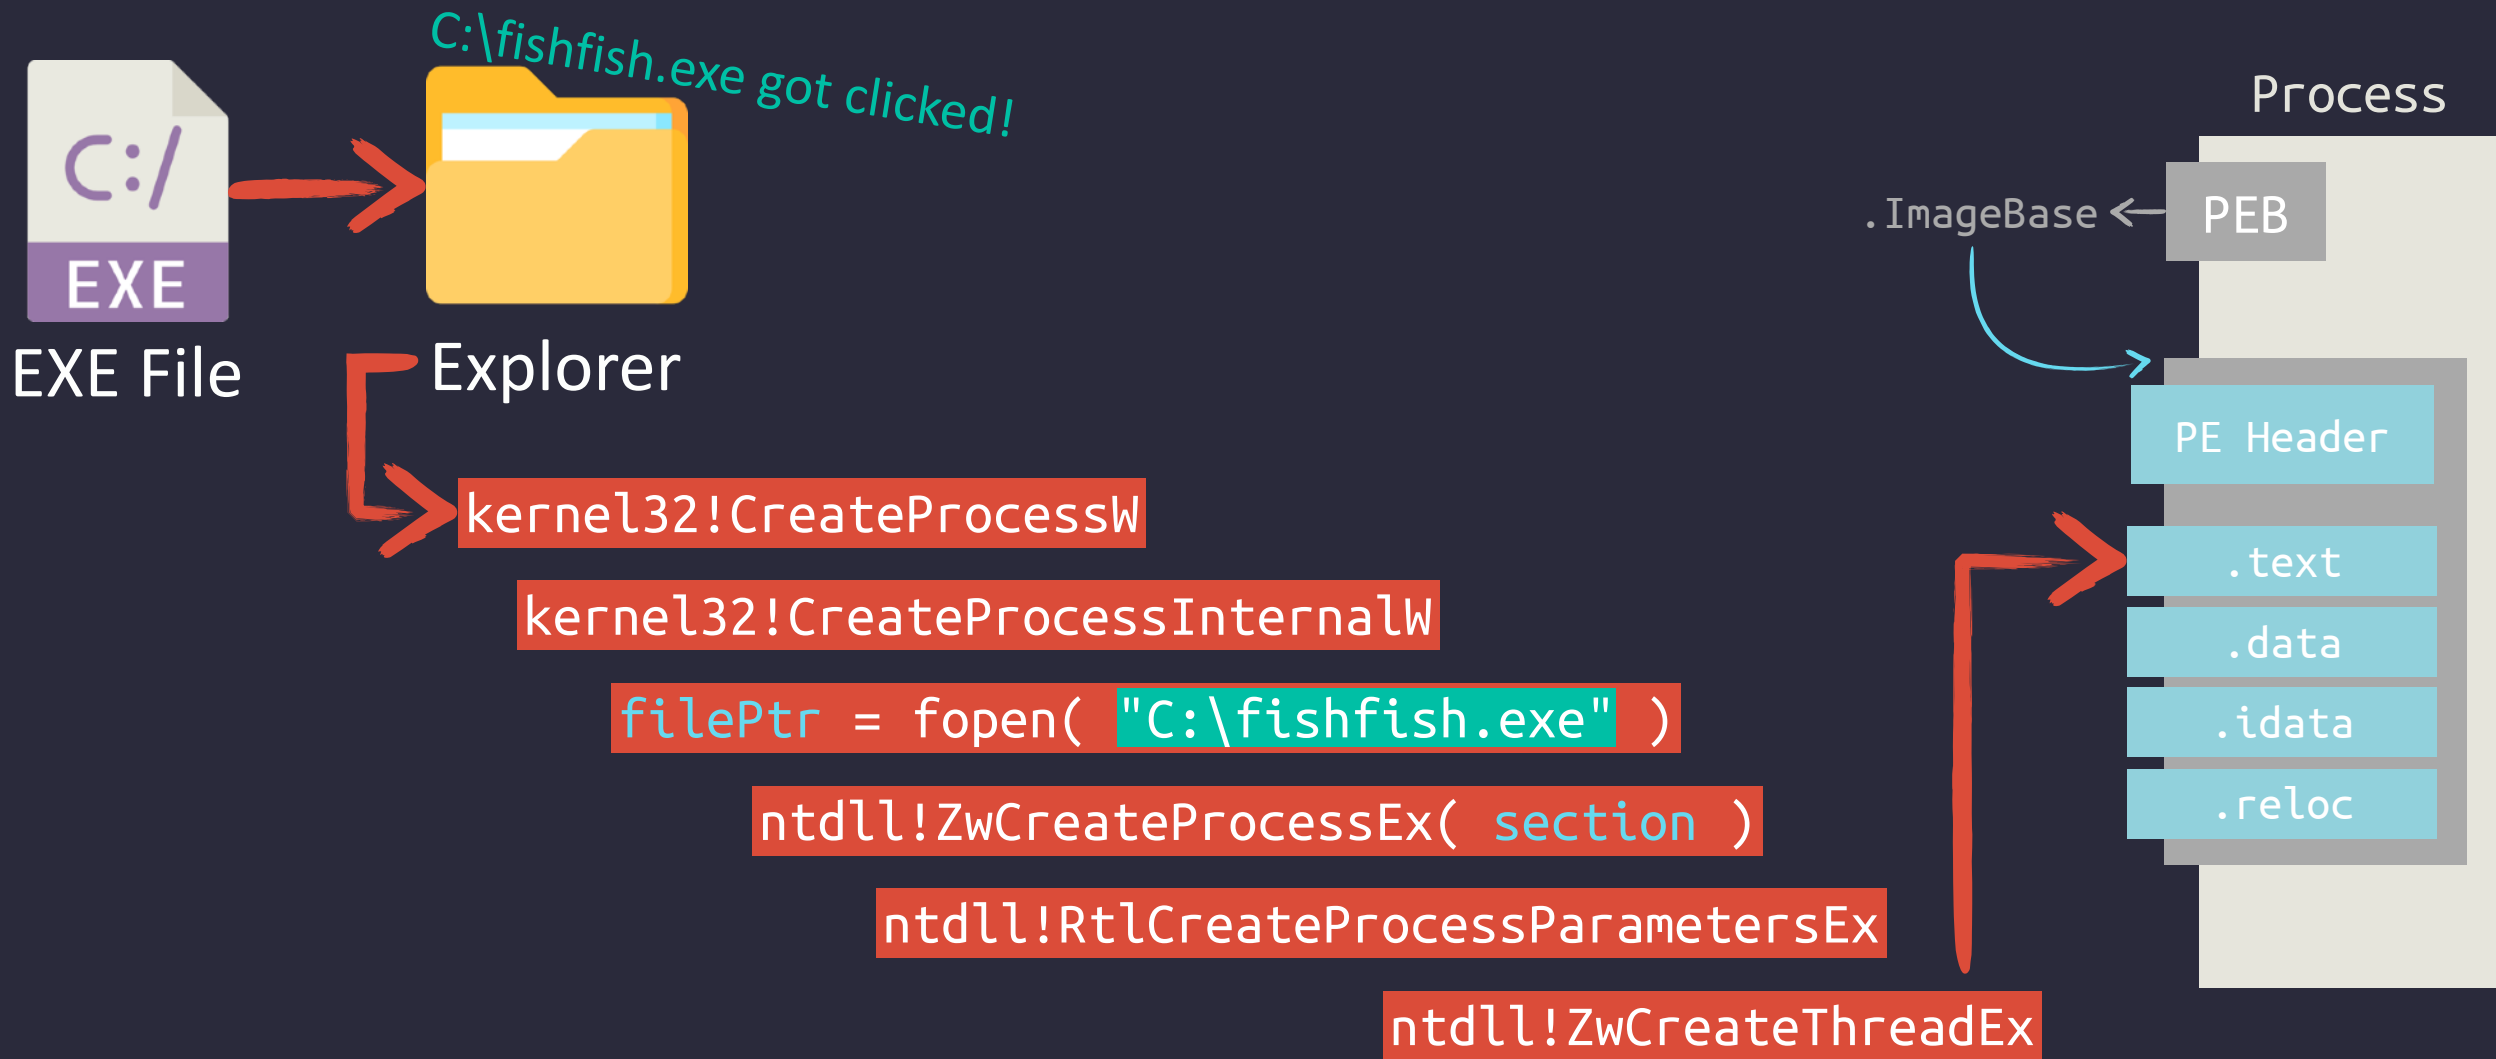 C:\fishfish.exe got clicked!
C:/
EXE
EXE File
Explorer
kernel32!CreateProcessW
kernel32!CreateProcessInternalW
filePtr = fopen( "C:\fishfish.exe" )
ntdll!ZwCreateProcessEx( section )
ntdll!RtlCreateProcessParametersEx
ntdll!ZwCreateThreadEx
Process
PEB
.ImageBase
PE Header
.text
.data
.idata
.reloc